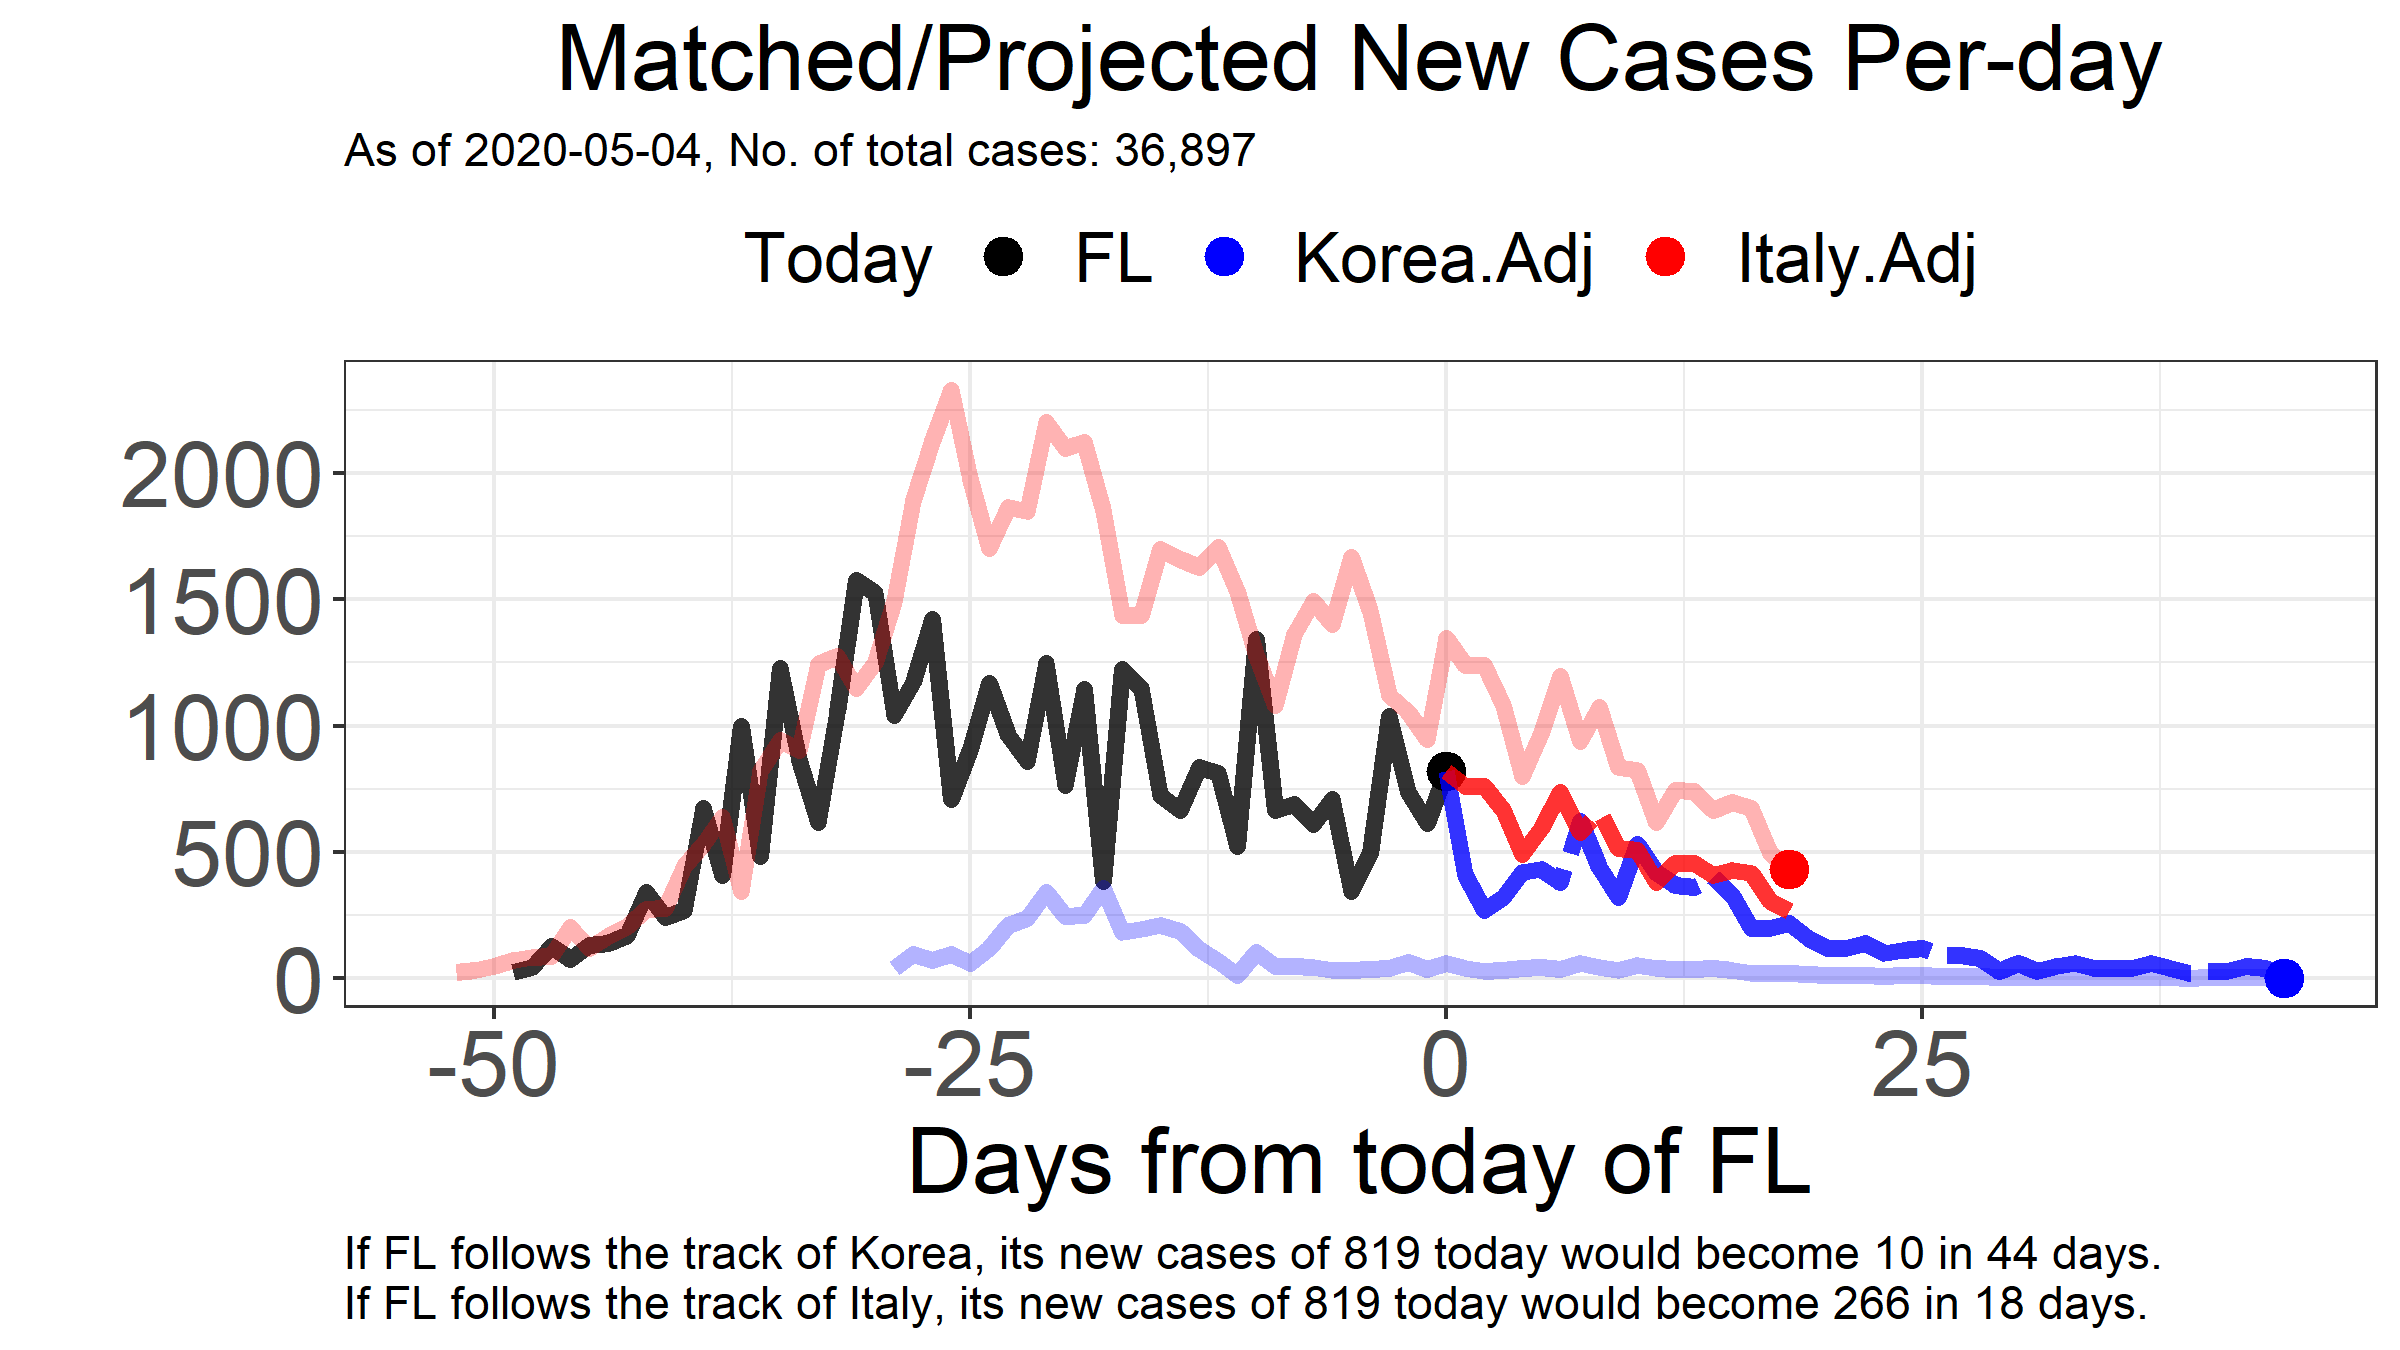 Matched/Projected New Cases Per-day
As of 2020-05-04, No. of total cases: 36,897
Today FL Korea.Adj Italy.Adj
2000
1500
1000
500
0
-50 -25 0 25
Days from today of FL
If FL follows the track of Korea, its new cases of 819 today would become 10 in 44 days.
If FL follows the track of Italy, its new cases of 819 today would become 266 in 18 days.